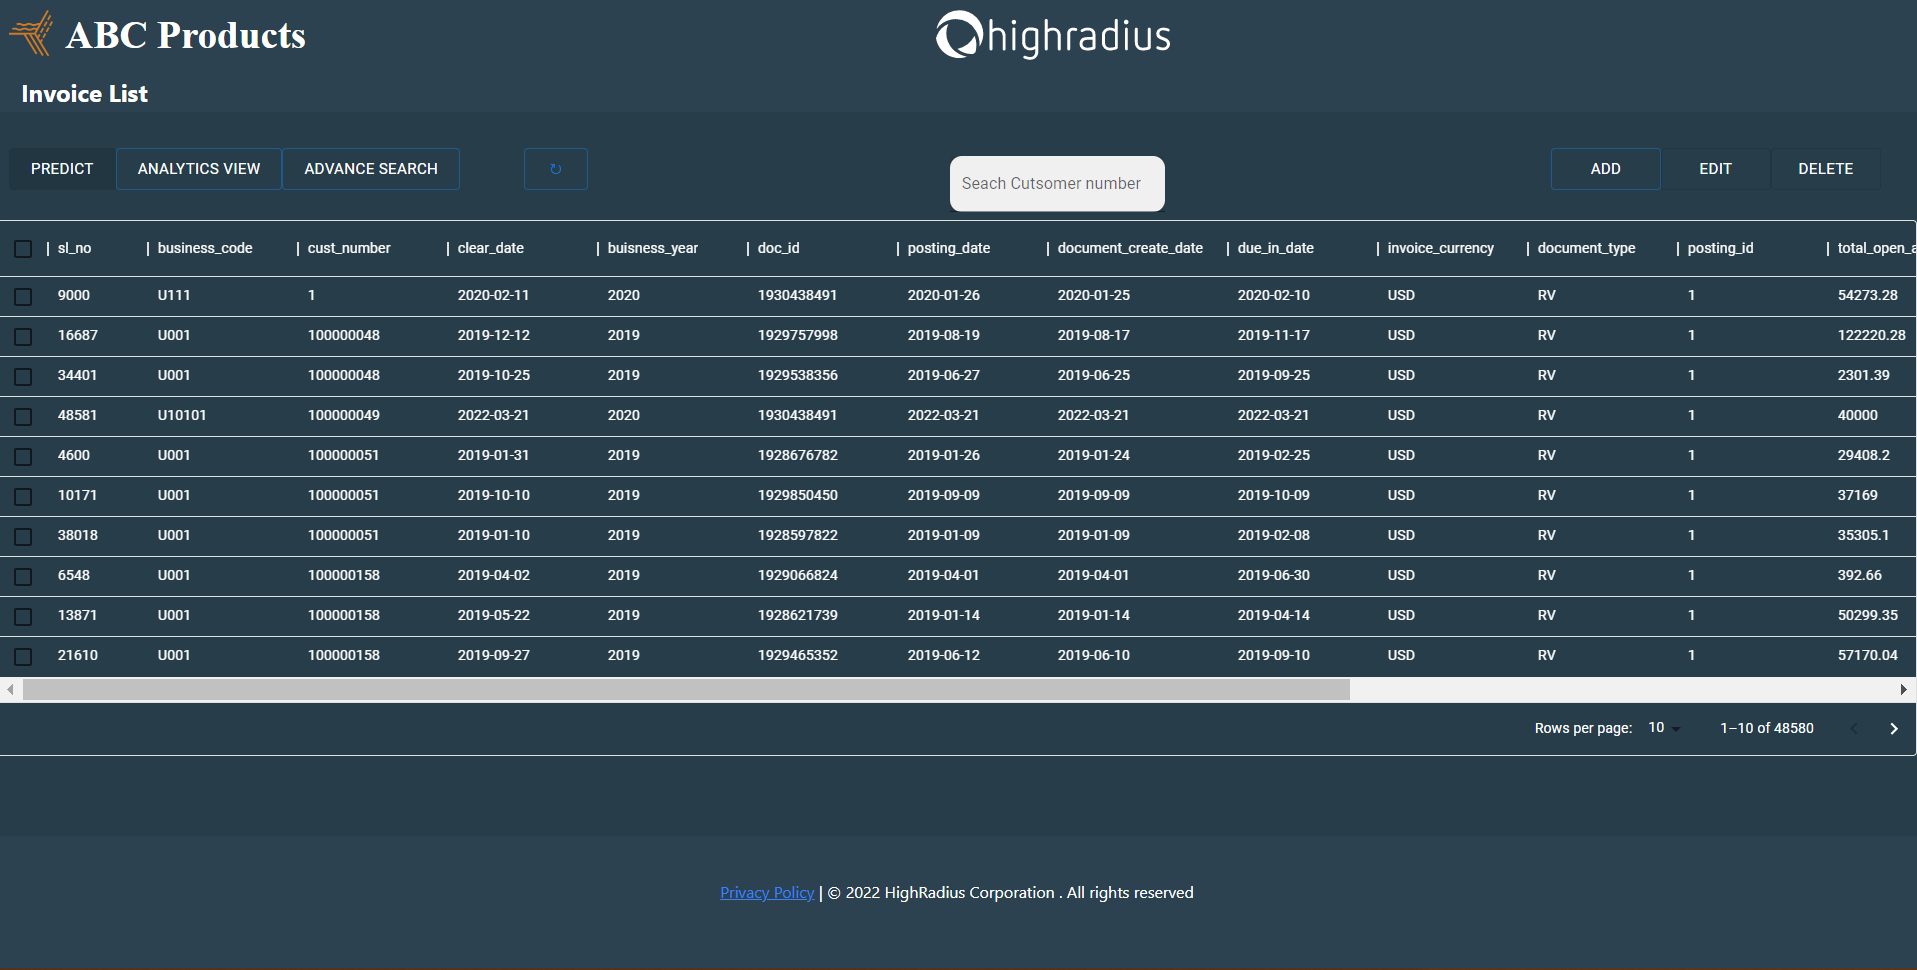 ABC Products
highradius
Invoice List
PREDICT ANALYTICS VIEW ADVANCE SEARCH ↻ Seach Cutsomer number ADD EDIT DELETE
sl_no business_code cust_number clear_date buisness_year doc_id posting_date document_create_date due_in_date invoice_currency document_type posting_id total_open_a
9000 U111 1 2020-02-11 2020 1930438491 2020-01-26 2020-01-25 2020-02-10 USD RV 1 54273.28
16687 U001 100000048 2019-12-12 2019 1929757998 2019-08-19 2019-08-17 2019-11-17 USD RV 1 122220.28
34401 U001 100000048 2019-10-25 2019 1929538356 2019-06-27 2019-06-25 2019-09-25 USD RV 1 2301.39
48581 U10101 100000049 2022-03-21 2020 1930438491 2022-03-21 2022-03-21 2022-03-21 USD RV 1 40000
4600 U001 100000051 2019-01-31 2019 1928676782 2019-01-26 2019-01-24 2019-02-25 USD RV 1 29408.2
10171 U001 100000051 2019-10-10 2019 1929850450 2019-09-09 2019-09-09 2019-10-09 USD RV 1 37169
38018 U001 100000051 2019-01-10 2019 1928597822 2019-01-09 2019-01-09 2019-02-08 USD RV 1 35305.1
6548 U001 100000158 2019-04-02 2019 1929066824 2019-04-01 2019-04-01 2019-06-30 USD RV 1 392.66
13871 U001 100000158 2019-05-22 2019 1928621739 2019-01-14 2019-01-14 2019-04-14 USD RV 1 50299.35
21610 U001 100000158 2019-09-27 2019 1929465352 2019-06-12 2019-06-10 2019-09-10 USD RV 1 57170.04
Rows per page: 10 1–10 of 48580
Privacy Policy | © 2022 HighRadius Corporation . All rights reserved